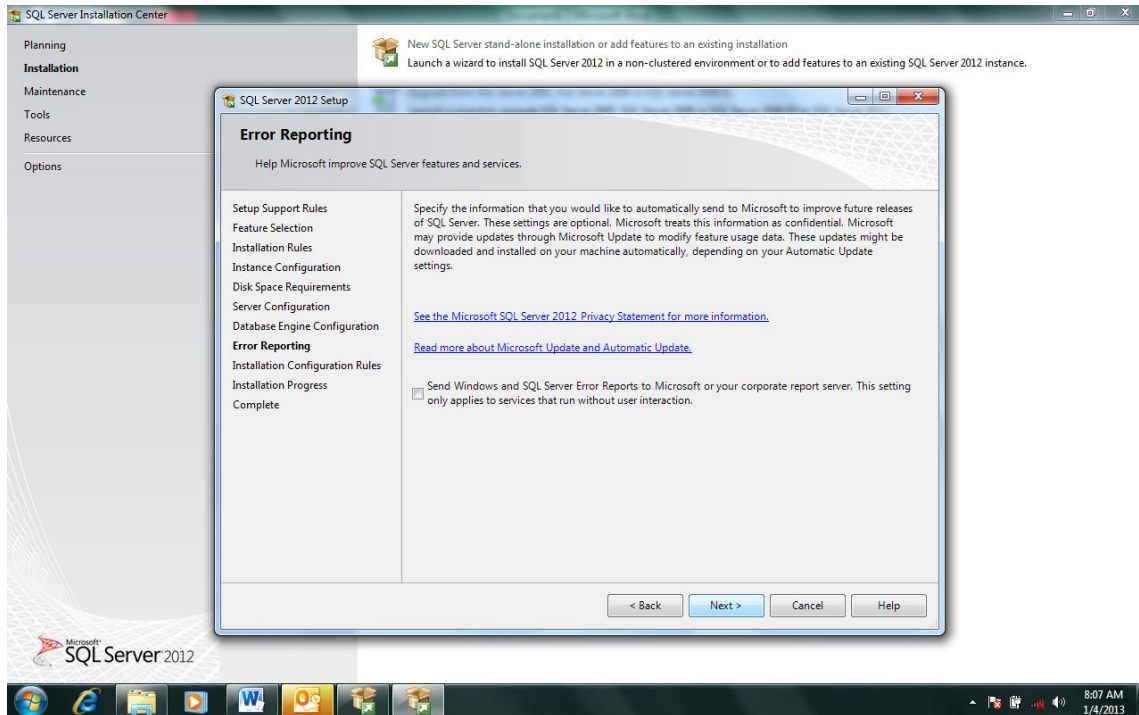 SQL Server Installation Center
Planning
Installation
Maintenance
Tools
Resources
Options
New SQL Server stand-alone installation or add features to an existing installation
Launch a wizard to install SQL Server 2012 in a non-clustered environment or to add features to an existing SQL Server 2012 instance.
SQL Server 2012 Setup
Error Reporting
Help Microsoft improve SQL Server features and services.
Setup Support Rules
Feature Selection
Installation Rules
Instance Configuration
Disk Space Requirements
Server Configuration
Database Engine Configuration
Error Reporting
Installation Configuration Rules
Installation Progress
Complete
Specify the information that you would like to automatically send to Microsoft to improve future releases
of SQL Server. These settings are optional. Microsoft treats this information as confidential. Microsoft
may provide updates through Microsoft Update to modify feature usage data. These updates might be
downloaded and installed on your machine automatically, depending on your Automatic Update
settings.
See the Microsoft SQL Server 2012 Privacy Statement for more information.
Read more about Microsoft Update and Automatic Update.
Send Windows and SQL Server Error Reports to Microsoft or your corporate report server. This setting
only applies to services that run without user interaction.
< Back
Next >
Cancel
Help
Microsoft
SQL Server 2012
8:07 AM
1/4/2013